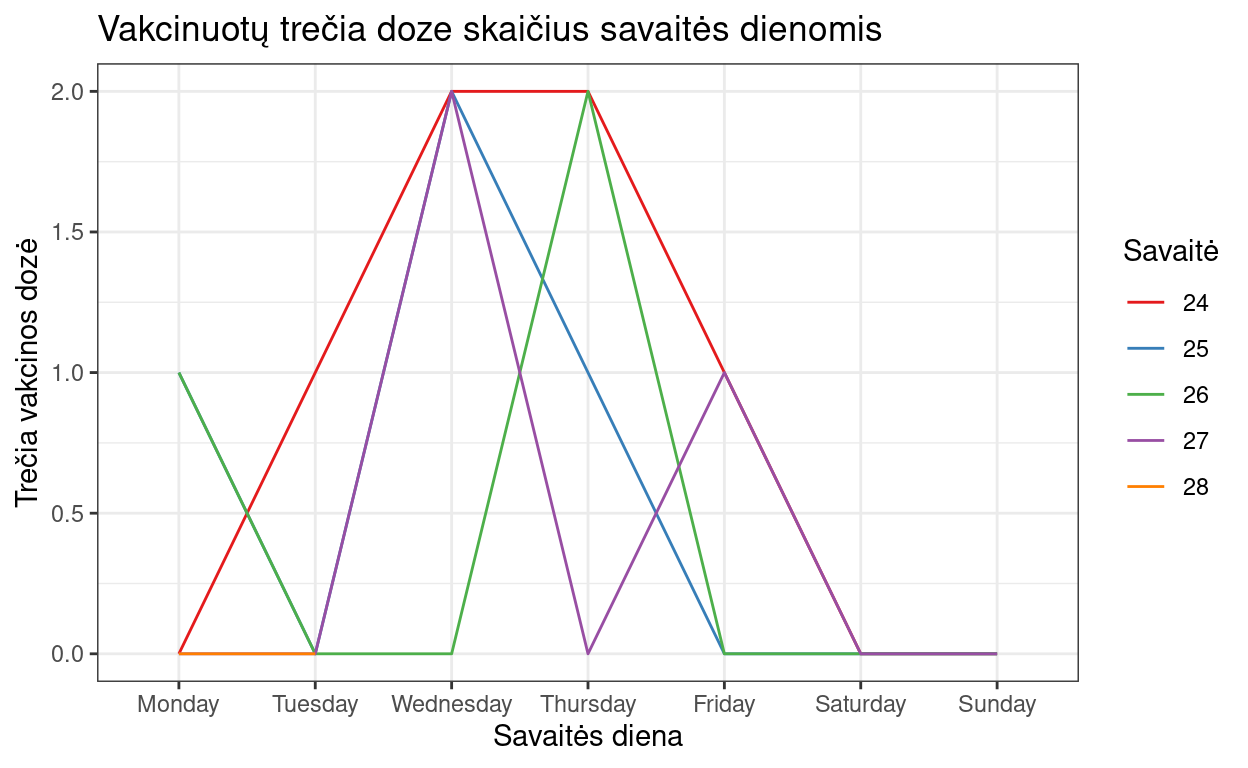 Vakcinuotų trečia doze skaičius savaitės dienomis
Trečia vakcinos dozė
2.0
1.5
1.0
0.5
0.0
Monday Tuesday Wednesday Thursday Friday Saturday Sunday
Savaitės diena
Savaitė
24
25
26
27
28